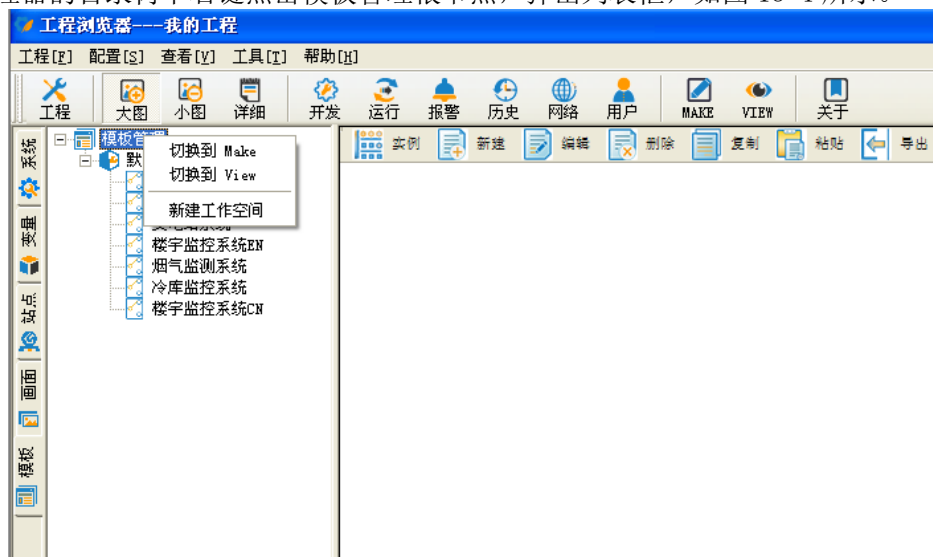 工程浏览器---我的工程
工程[F] 配置[S] 查看[V] 工具[T] 帮助[H]
工程 大图 小图 详细 开发 运行 报警 历史 网络 用户 MAKE VIEW 关于
实例 新建 编辑 删除 复制 粘贴 导出
系统
变量
站点
画面
模板
模板管
默
切换到 Make
切换到 View
新建工作空间
楼宇监控系统EN
烟气监测系统
冷库监控系统
楼宇监控系统CN